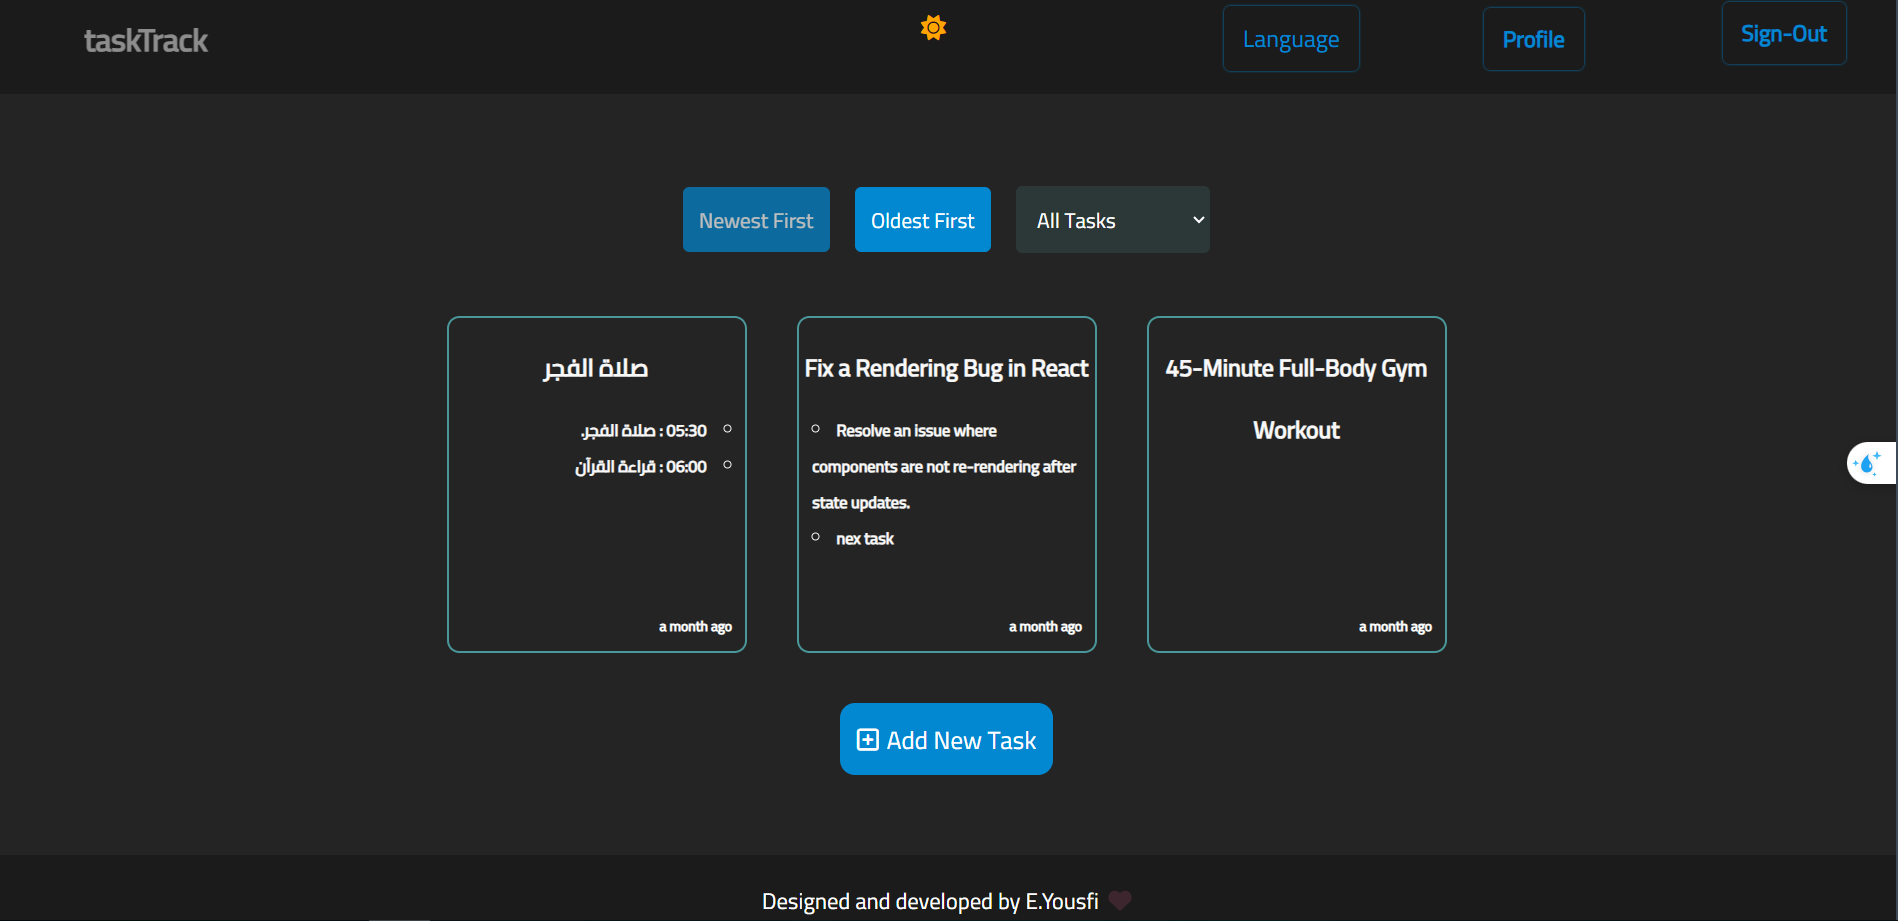 taskTrack
Language
Profile
Sign-Out
Newest First
Oldest First
All Tasks
صلاة الفجر
05:30 : صلاة الفجر.
06:00 : قراءة القرآن
a month ago
Fix a Rendering Bug in React
Resolve an issue where
components are not re-rendering after
state updates.
nex task
a month ago
45-Minute Full-Body Gym
Workout
a month ago
Add New Task
Designed and developed by E.Yousfi